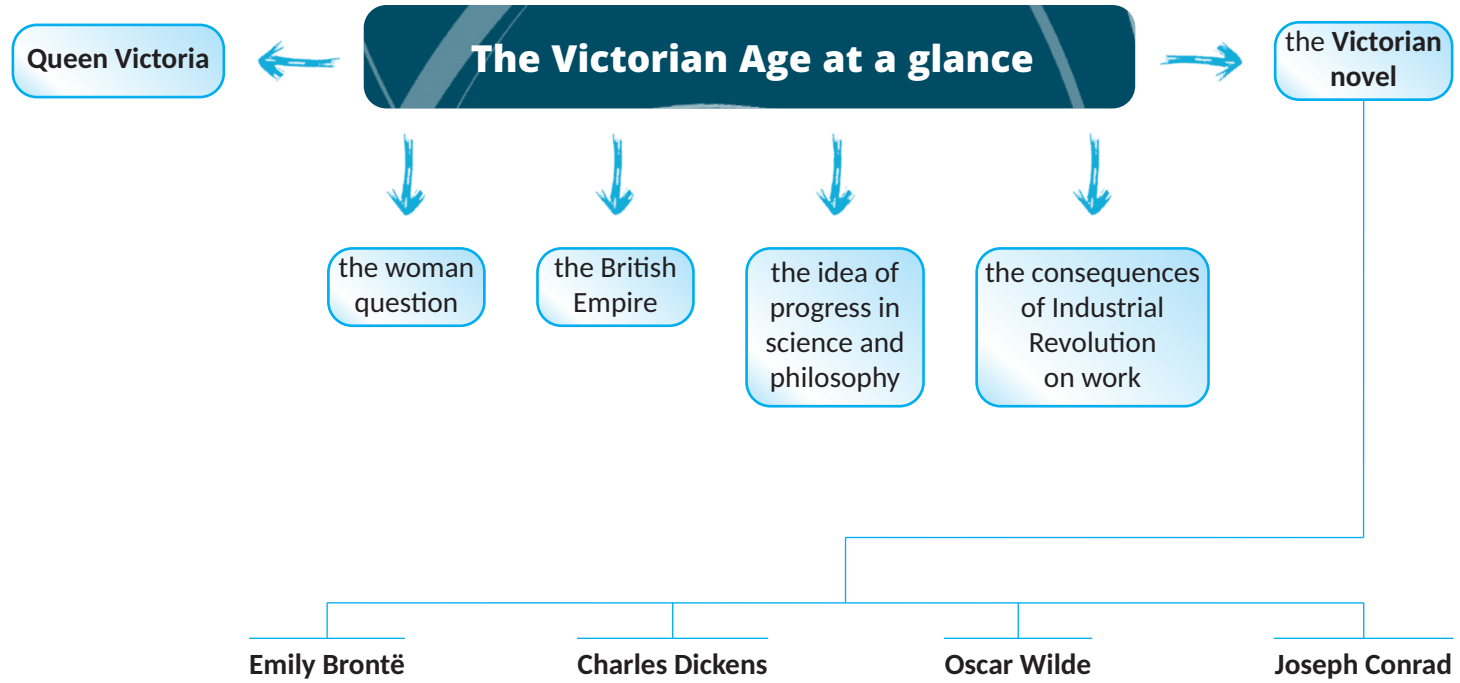 The Victorian Age at a glance
Queen Victoria
the Victorian
novel
the woman
question
the British
Empire
the idea of
progress in
science and
philosophy
the consequences
of Industrial
Revolution
on work
Emily Brontë
Charles Dickens
Oscar Wilde
Joseph Conrad